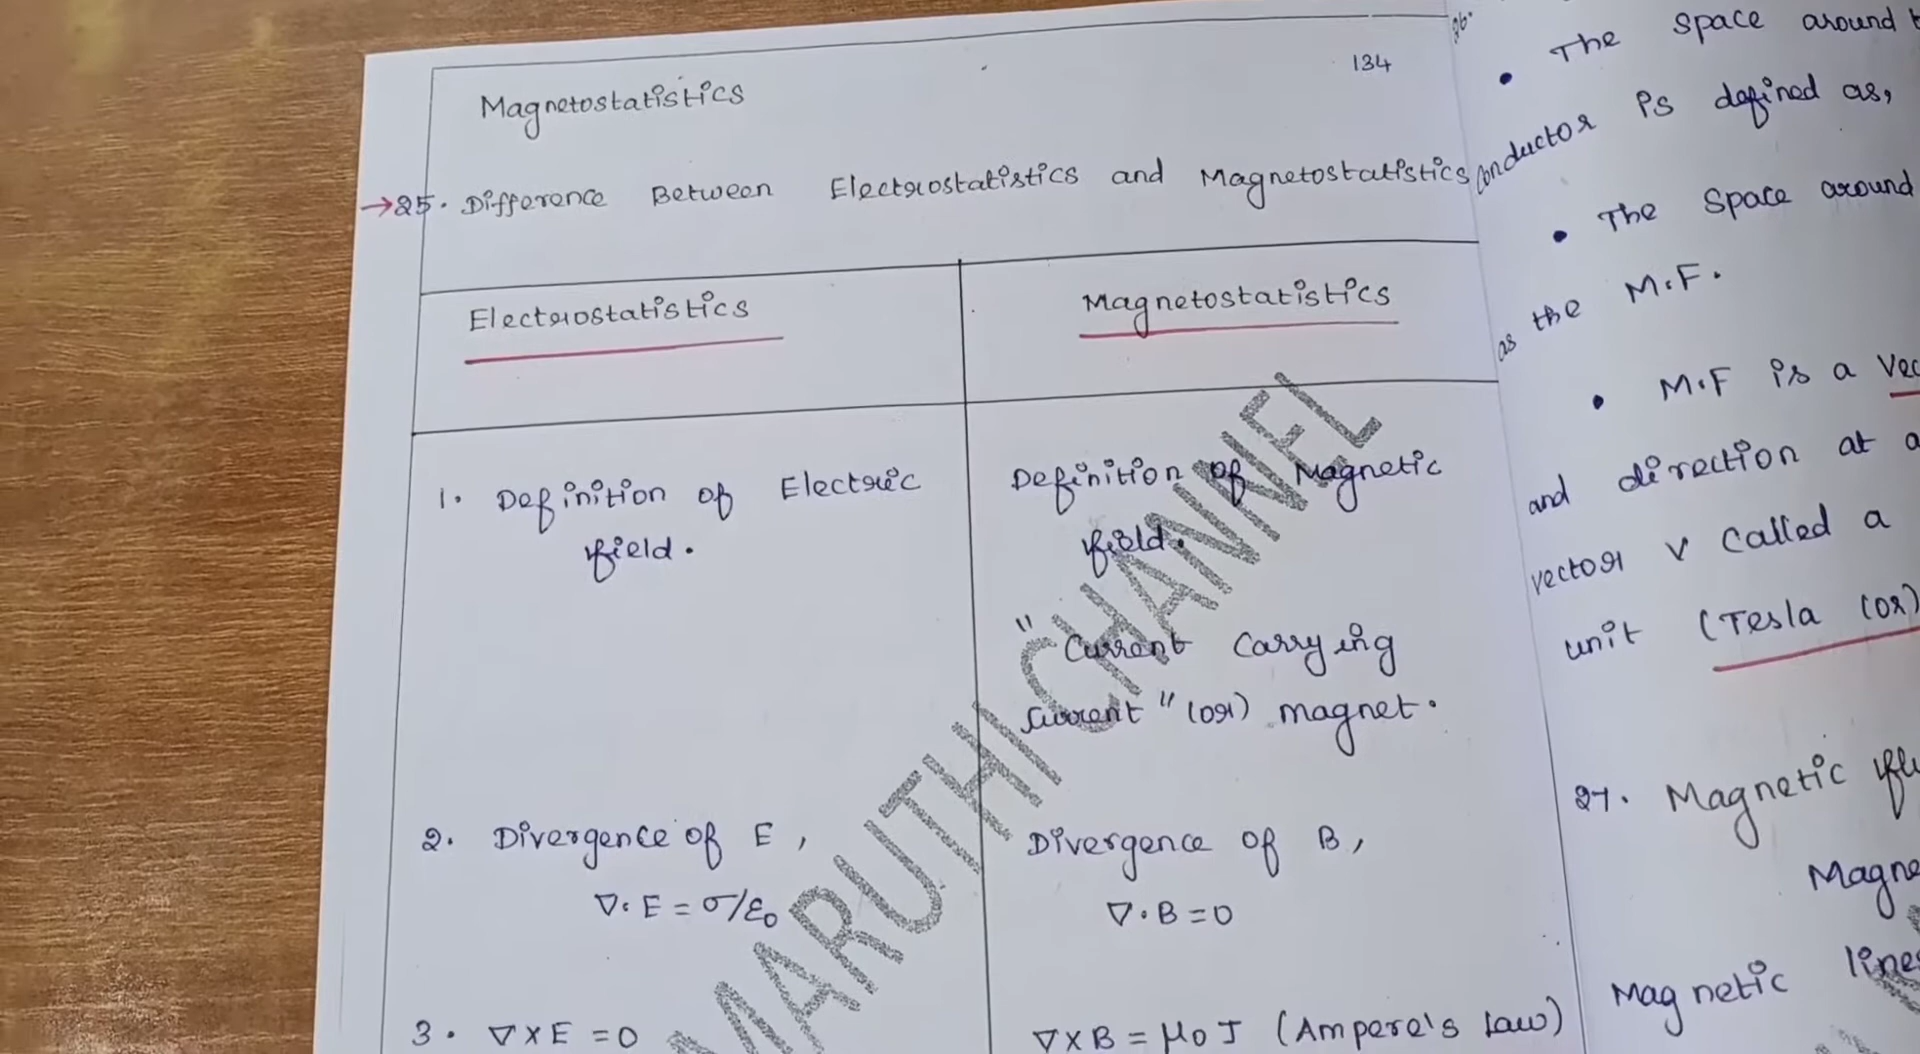 Magnetostatistics
134
→ 25. Difference Between Electrostatistics and Magnetostatistics
Electrostatistics
Magnetostatistics
1. Definition of Electric
field.
Definition of Magnetic
field.
" Current Carrying
Current " (or) magnet.
2. Divergence of E,
∇.E = σ/ε0
Divergence of B,
∇.B = 0
3. ∇ X E = 0
∇ X B = μ0 J (Ampere's Law)
MARUTHI CHANNEL
26.
• The Space around
conductor is defined as,
• The Space around
as the M.F.
• M.F is a
and direction at a
vector v Called a
unit (Tesla (or)
27. Magnetic
Magnetic